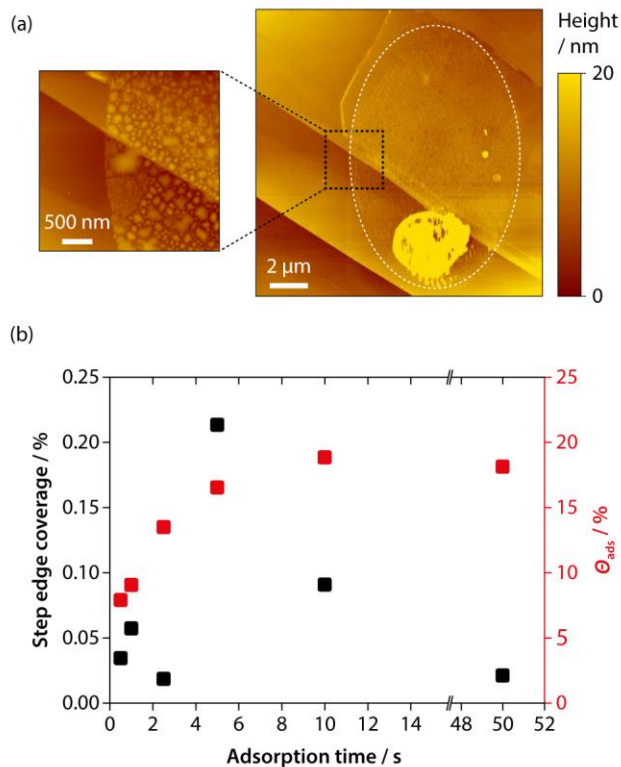 (a)
Height
/ nm
20
0
500 nm
2 μm
(b)
0.25
0.20
0.15
0.10
0.05
0.00
Step edge coverage / %
25
20
15
10
5
0
Θads / %
0 2 4 6 8 10 12 14 48 50 52
Adsorption time / s